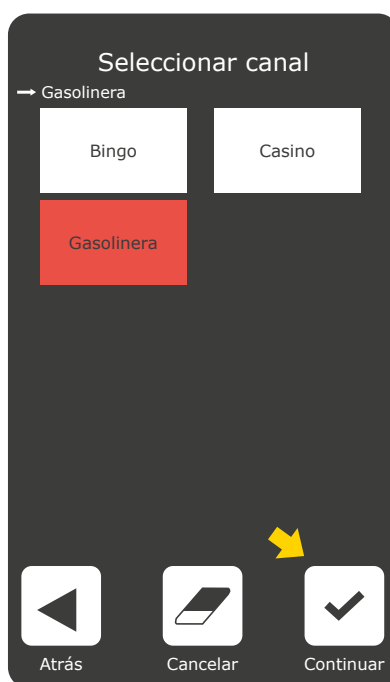 Seleccionar canal
Gasolinera
Bingo Casino
Gasolinera
Atrás Cancelar Continuar